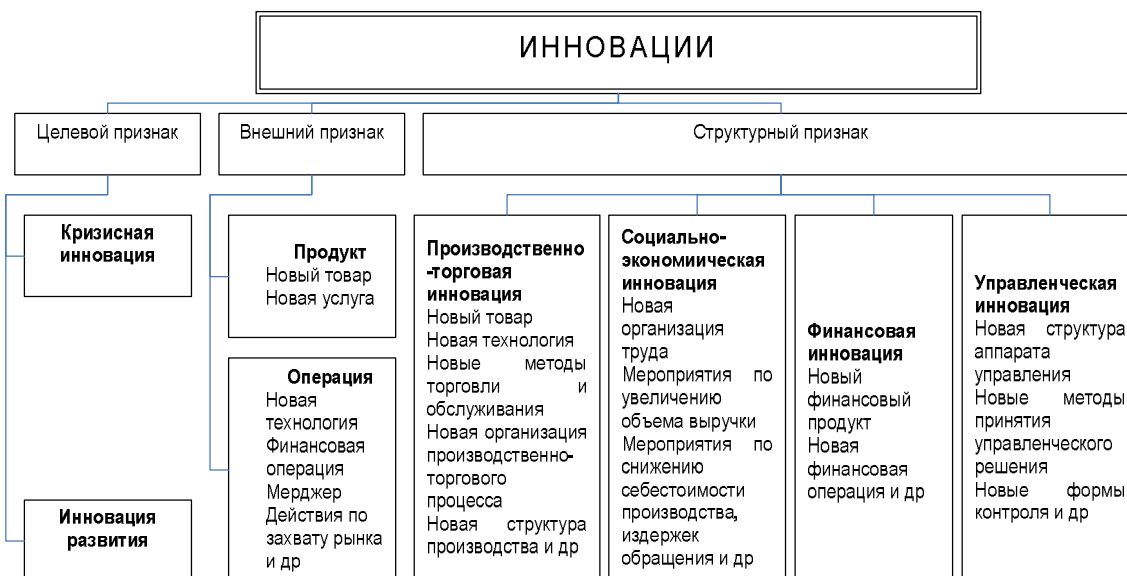 ИННОВАЦИИ
Целевой признак
Внешний признак
Структурный признак
Кризисная
инновация
Инновация
развития
Продукт
Новый товар
Новая услуга
Операция
Новая
технология
Финансовая
операция
Мерджер
Действия по
захвату рынка
и др
Производственно
-торговая
инновация
Новый товар
Новая технология
Новые методы
торговли и
обслуживания
Новая организация
производственно-
торгового
процесса
Новая структура
производства и др
Социально-
экономиическая
инновация
Новая
организация
труда
Мероприятия по
увеличению
объема выручки
Мероприятия по
снижению
себестоимости
производства,
издержек
обращения и др
Финансовая
инновация
Новый
финансовый
продукт
Новая
финансовая
операция и др
Управленческая
инновация
Новая структура
аппарата
управления
Новые методы
принятия
управленческого
решения
Новые формы
контроля и др